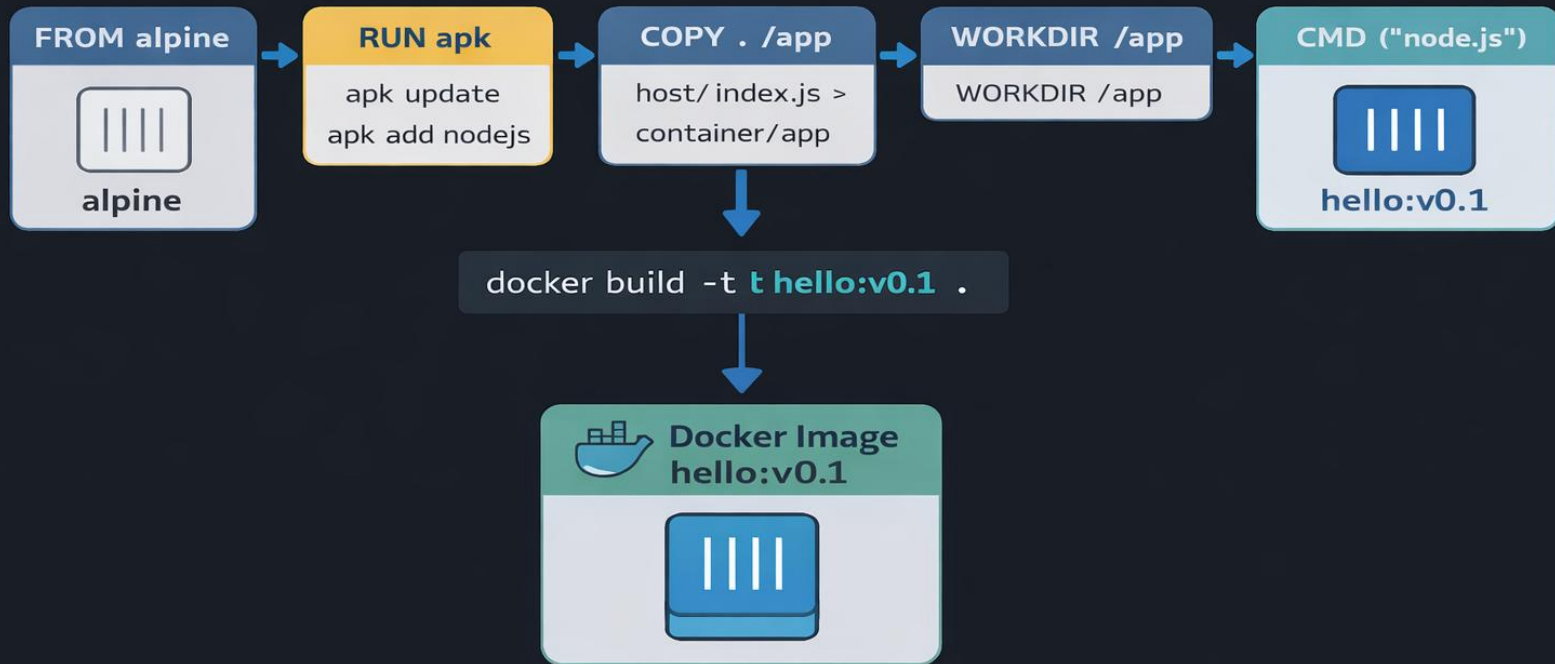 FROM alpine
alpine
RUN apk
apk update
apk add nodejs
COPY . /app
host/index.js >
container/app
WORKDIR /app
WORKDIR /app
CMD ("node.js")
hello:v0.1
docker build -t t hello:v0.1 .
Docker Image
hello:v0.1